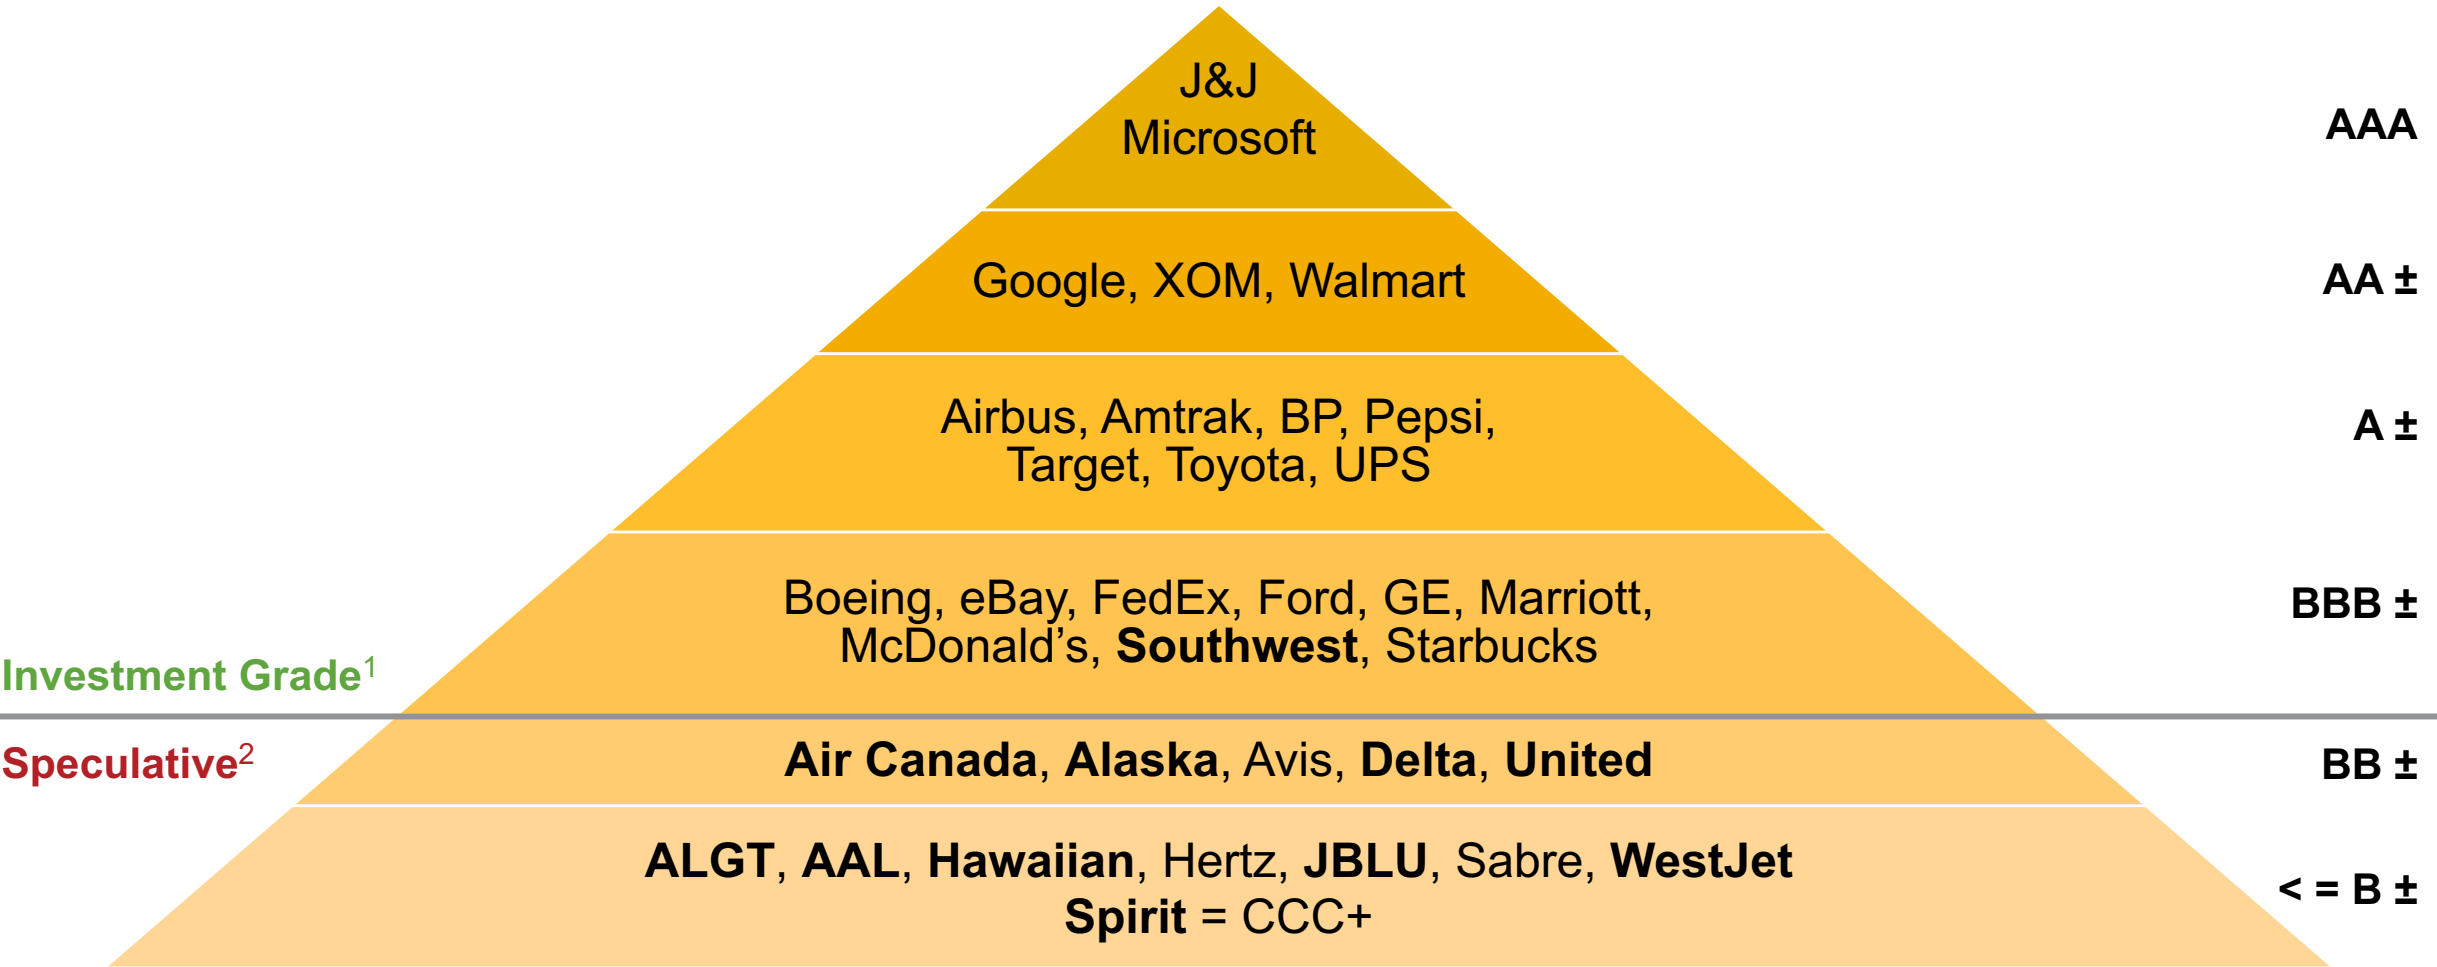 J&J
Microsoft
AAA
Google, XOM, Walmart
AA ±
Airbus, Amtrak, BP, Pepsi,
Target, Toyota, UPS
A ±
Boeing, eBay, FedEx, Ford, GE, Marriott,
McDonald’s, Southwest, Starbucks
BBB ±
Investment Grade1
Speculative2
Air Canada, Alaska, Avis, Delta, United
BB ±
ALGT, AAL, Hawaiian, Hertz, JBLU, Sabre, WestJet
Spirit = CCC+
< = B ±